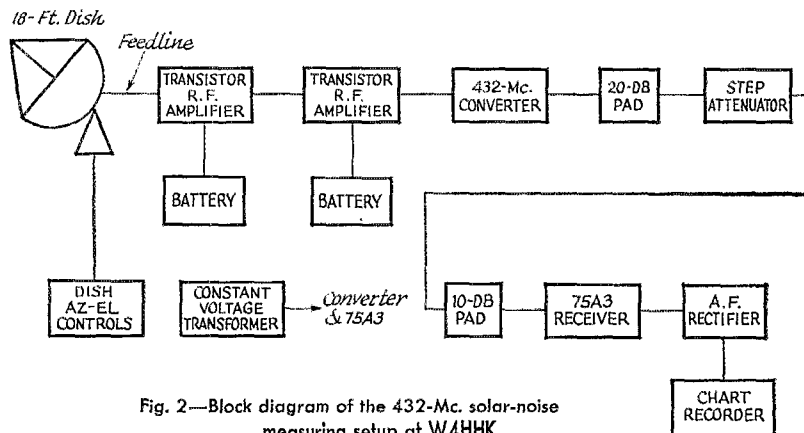 18-Ft. Dish
Feedline
TRANSISTOR
R.F.
AMPLIFIER
TRANSISTOR
R.F.
AMPLIFIER
432-Mc.
CONVERTER
20-DB
PAD
STEP
ATTENUATOR
BATTERY
BATTERY
DISH
AZ-EL
CONTROLS
CONSTANT
VOLTAGE
TRANSFORMER
Converter
& 75A3
10-DB
PAD
75A3
RECEIVER
A.F.
RECTIFIER
CHART
RECORDER
Fig. 2—Block diagram of the 432-Mc. solar-noise
measuring setup at W4HHK